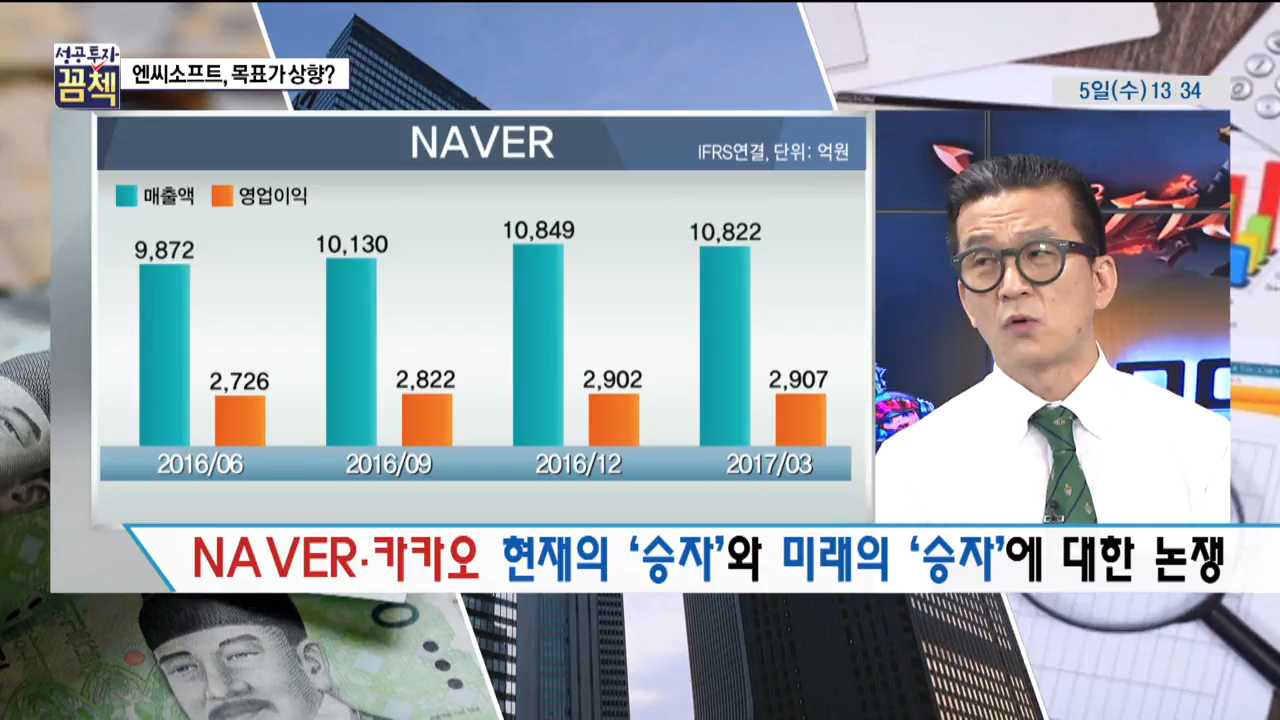 성공투자
꼼첵
엔씨소프트, 목표가 상향?
5일(수) 13 34
NAVER
IFRS연결, 단위: 억원
매출액 영업이익
9,872 10,130 10,849 10,822
2,726 2,822 2,902 2,907
2016/06 2016/09 2016/12 2017/03
NAVER·카카오 현재의 '승자'와 미래의 '승자'에 대한 논쟁